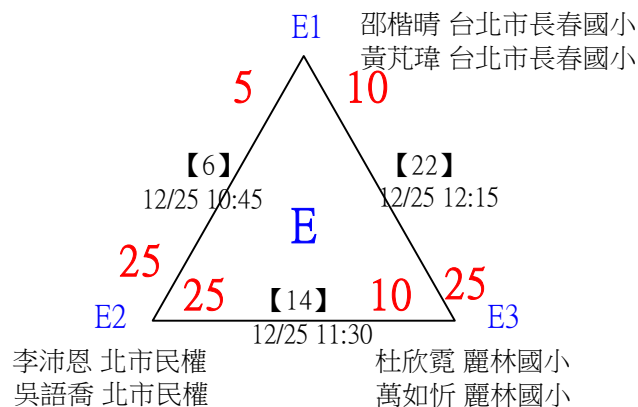 E1
邵楷晴 台北市長春國小
黃芃瑋 台北市長春國小
5
10
【6】
12/25 10:45
【22】
12/25 12:15
E
25
25
【14】
10
25
E2
12/25 11:30
E3
李沛恩 北市民權
吳語喬 北市民權
杜欣霓 麗林國小
萬如忻 麗林國小